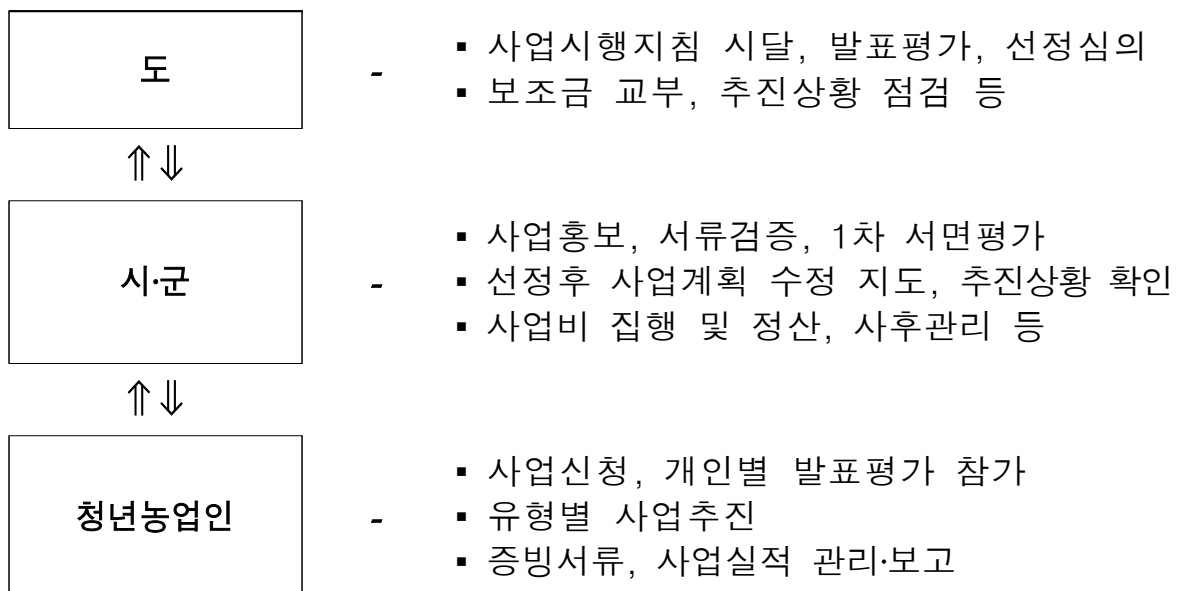 도 - ▪ 사업시행지침 시달, 발표평가, 선정심의
▪ 보조금 교부, 추진상황 점검 등
⇑⇓
시·군 - ▪ 사업홍보, 서류검증, 1차 서면평가
▪ 선정후 사업계획 수정 지도, 추진상황 확인
▪ 사업비 집행 및 정산, 사후관리 등
⇑⇓
청년농업인 - ▪ 사업신청, 개인별 발표평가 참가
▪ 유형별 사업추진
▪ 증빙서류, 사업실적 관리·보고